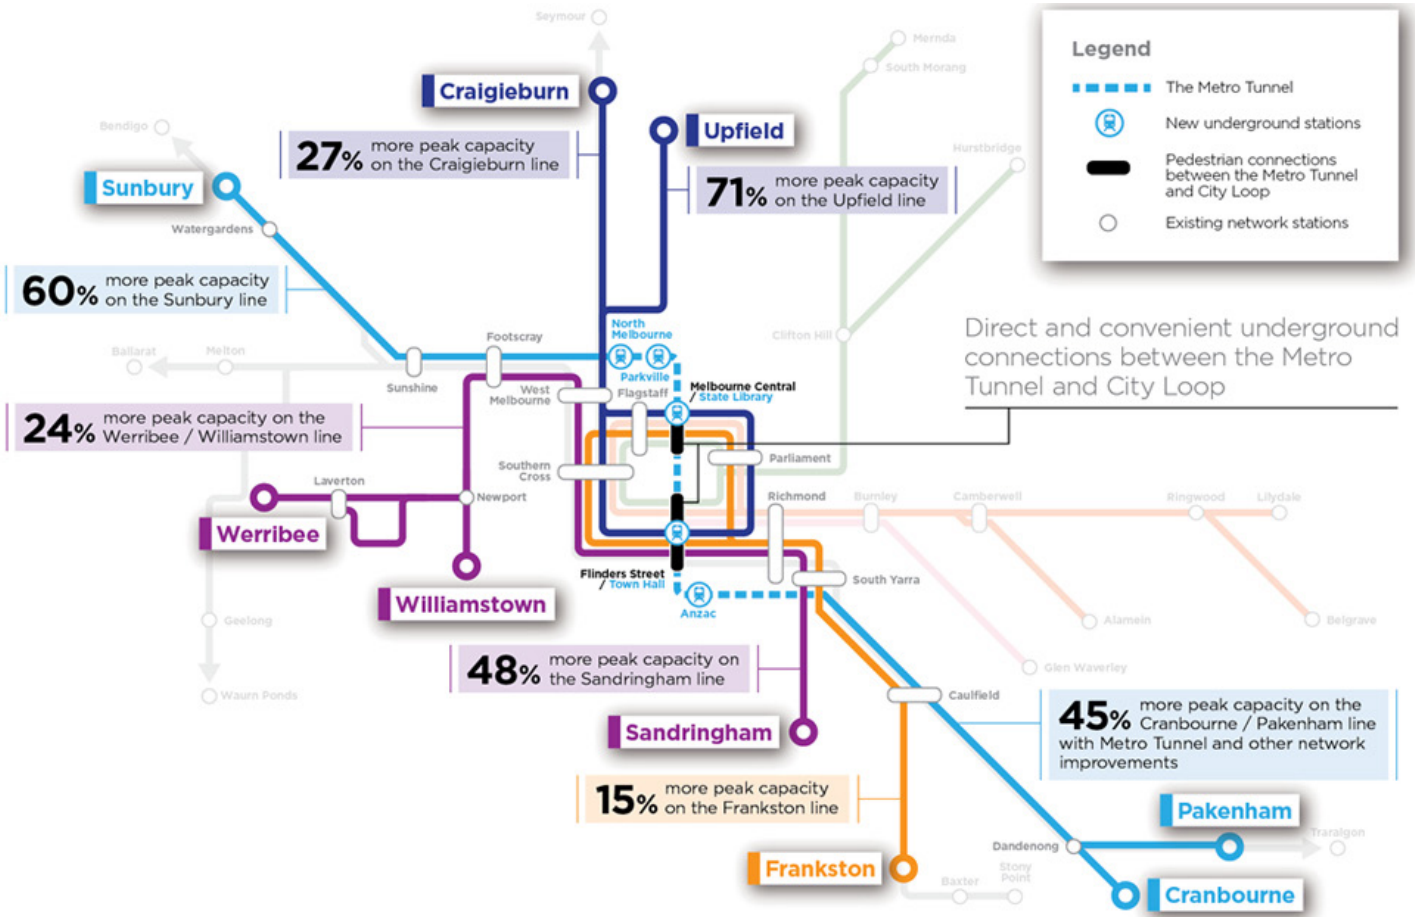 Seymour
Mernda
South Morang
Craigieburn
Upfield
Bendigo
27% more peak capacity
on the Craigieburn line
Hurstbridge
Sunbury
71% more peak capacity
on the Upfield line
Watergardens
60% more peak capacity
on the Sunbury line
Legend
The Metro Tunnel
New underground stations
Pedestrian connections
between the Metro Tunnel
and City Loop
Existing network stations
Direct and convenient underground
connections between the Metro
Tunnel and City Loop
Ballarat
Melton
Footscray
North
Melbourne
Clifton Hill
Sunshine
Parkville
West
Melbourne
Flagstaff
Melbourne Central
/ State Library
24% more peak capacity on the
Werribee / Williamstown line
Southern
Cross
Parliament
Laverton
Newport
Richmond
Burnley
Camberwell
Ringwood
Lilydale
Werribee
Flinders Street
/ Town Hall
South Yarra
Williamstown
Anzac
Geelong
Alamein
Belgrave
48% more peak capacity on
the Sandringham line
Glen Waverley
Waurn Ponds
Caulfield
45% more peak capacity on the
Cranbourne / Pakenham line
with Metro Tunnel and other network
improvements
Sandringham
15% more peak capacity
on the Frankston line
Pakenham
Traralgon
Dandenong
Frankston
Stony
Point
Baxter
Cranbourne